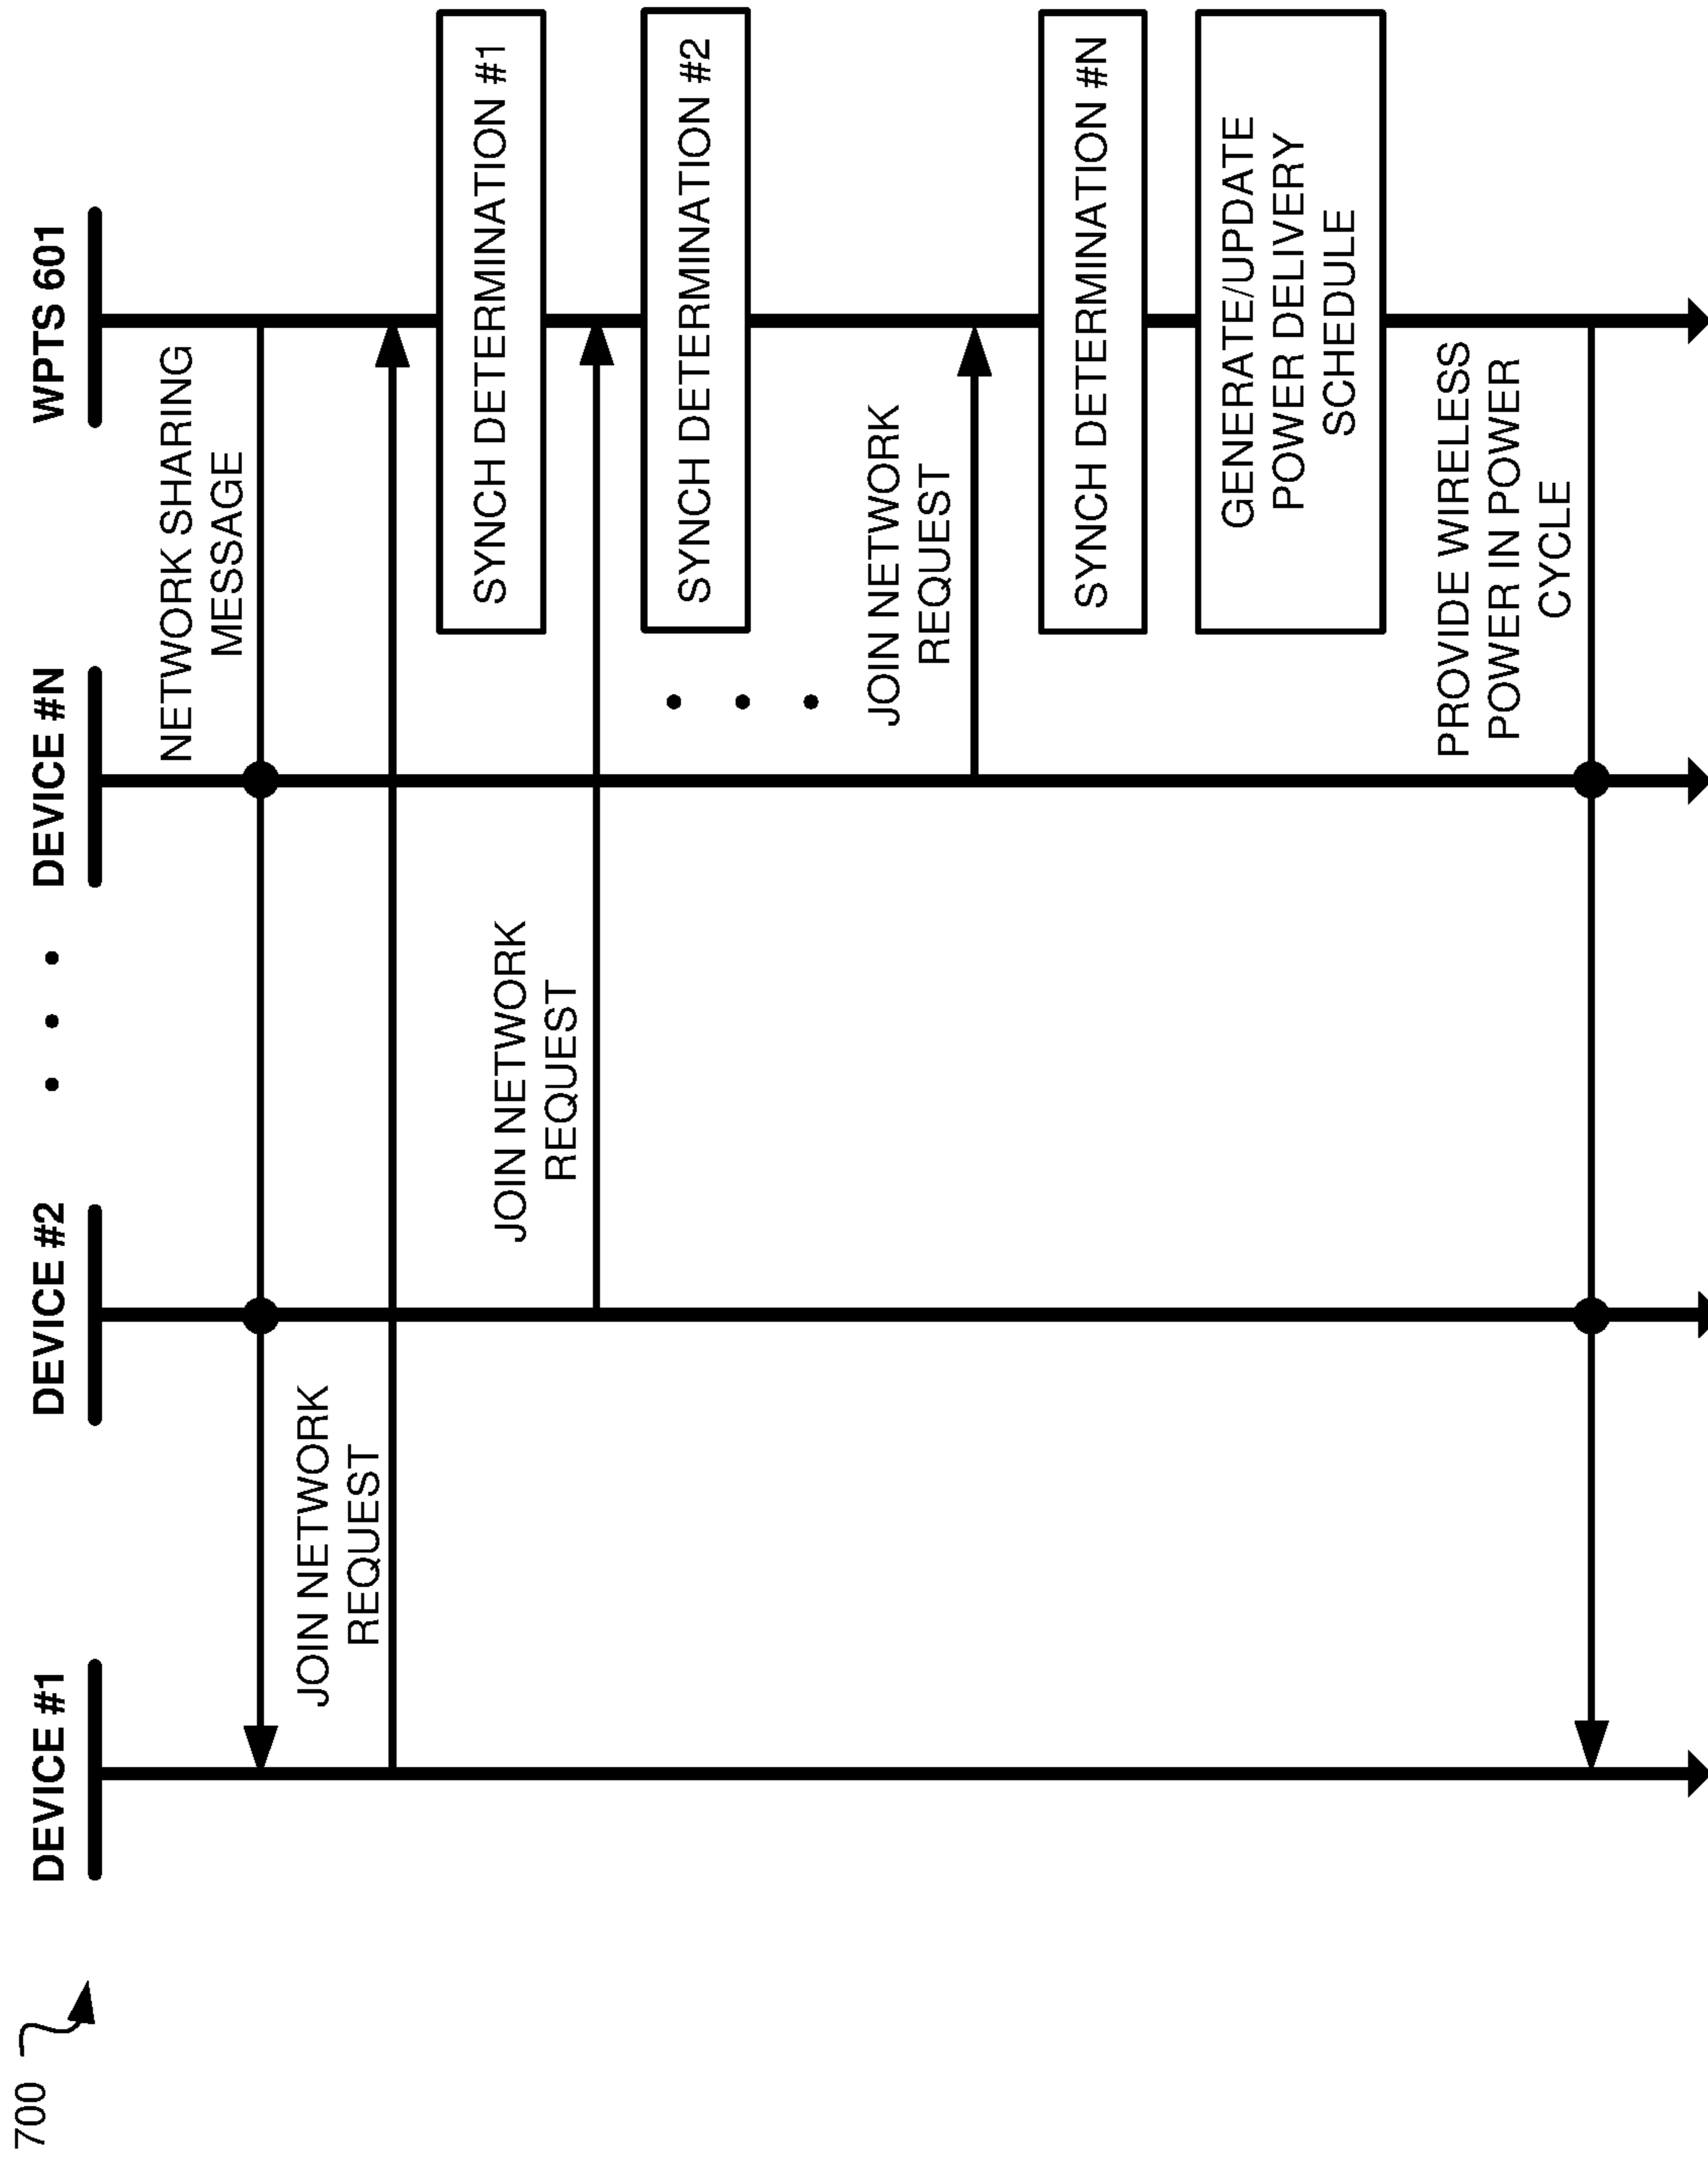 700
DEVICE #1
DEVICE #2
DEVICE #N
WPTS 601
NETWORK SHARING
MESSAGE
JOIN NETWORK
REQUEST
SYNCH DETERMINATION #1
JOIN NETWORK
REQUEST
SYNCH DETERMINATION #2
JOIN NETWORK
REQUEST
SYNCH DETERMINATION #N
GENERATE/UPDATE
POWER DELIVERY
SCHEDULE
PROVIDE WIRELESS
POWER IN POWER
CYCLE